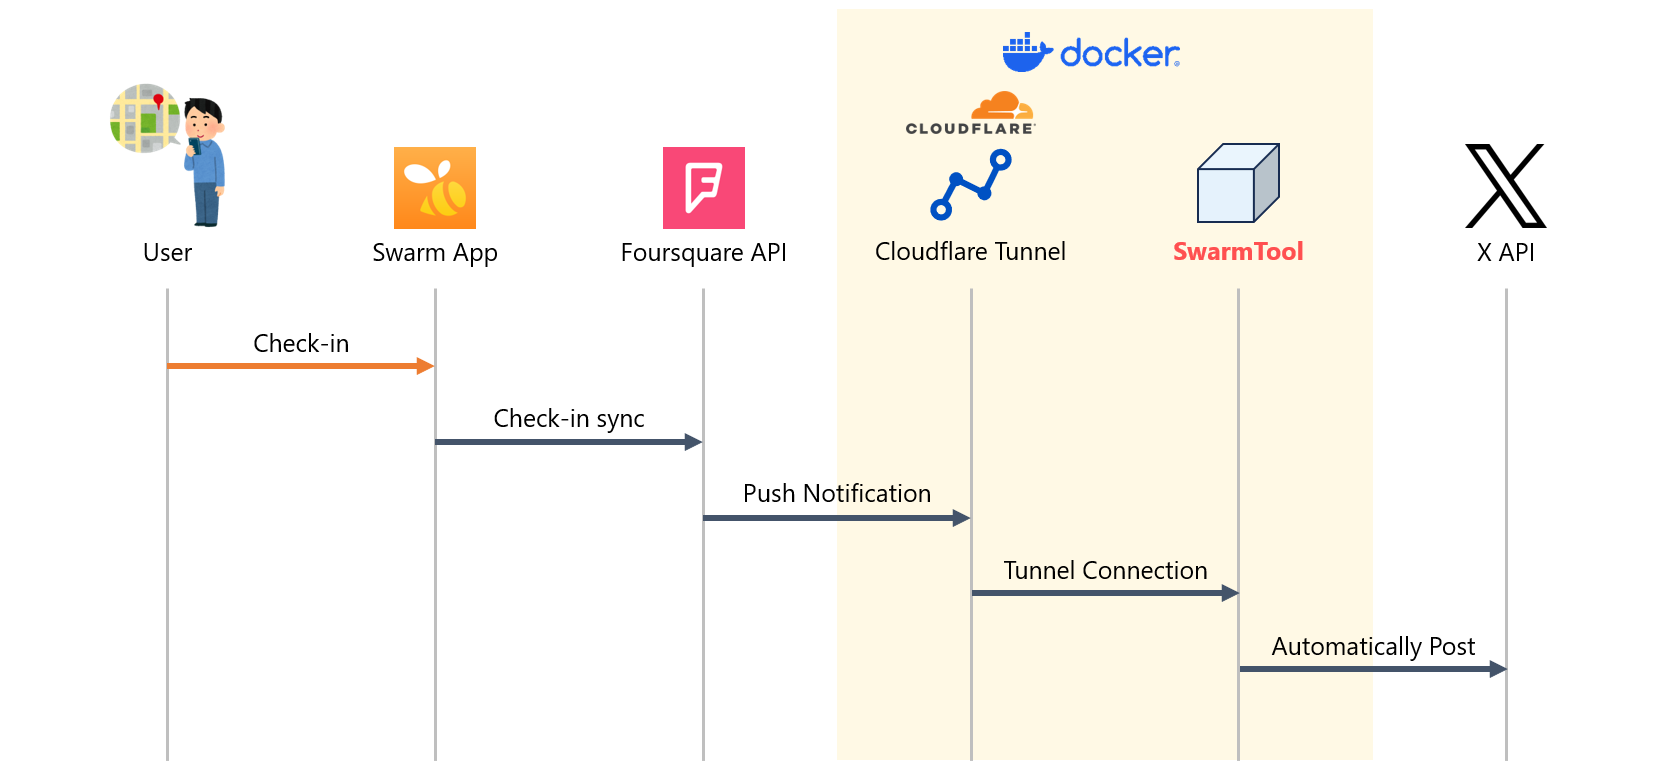 docker
CLOUDFLARE
User
Swarm App
Foursquare API
Cloudflare Tunnel
SwarmTool
X API
Check-in
Check-in sync
Push Notification
Tunnel Connection
Automatically Post